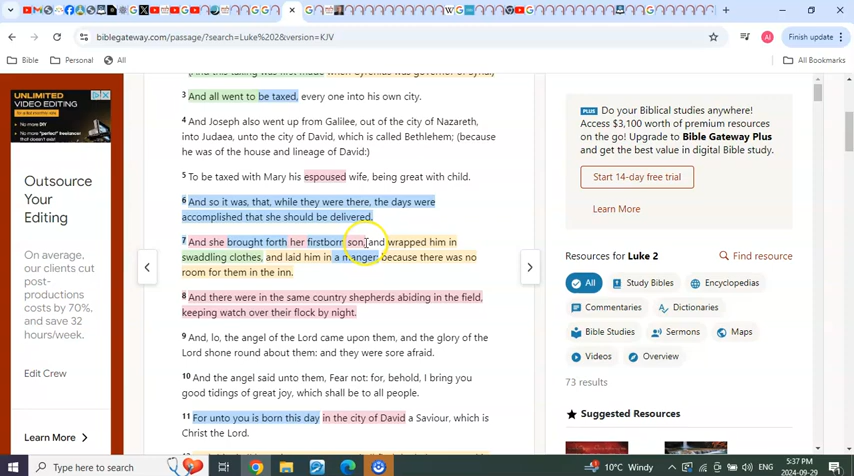 biblegateway.com/passage/?search=Luke%202&version=KJV
Finish update
Bible
Personal
All
All Bookmarks
(And this taxing was first made when Cyrenius was governor of Syria.)
3 And all went to be taxed, every one into his own city.
4 And Joseph also went up from Galilee, out of the city of Nazareth,
into Judaea, unto the city of David, which is called Bethlehem; (because
he was of the house and lineage of David:)
5 To be taxed with Mary his espoused wife, being great with child.
6 And so it was, that, while they were there, the days were
accomplished that she should be delivered.
7 And she brought forth her firstborn son, and wrapped him in
swaddling clothes, and laid him in a manger; because there was no
room for them in the inn.
8 And there were in the same country shepherds abiding in the field,
keeping watch over their flock by night.
9 And, lo, the angel of the Lord came upon them, and the glory of the
Lord shone round about them: and they were sore afraid.
10 And the angel said unto them, Fear not: for, behold, I bring you
good tidings of great joy, which shall be to all people.
11 For unto you is born this day in the city of David a Saviour, which is
Christ the Lord.
UNLIMITED
VIDEO EDITING
Outsource
Your
Editing
On average,
our clients cut
post-
productions
costs by 70%.
and save 32
hours/week.
Edit Crew
Learn More
PLUS Do your Biblical studies anywhere!
Access $3,100 worth of premium resources
on the go! Upgrade to Bible Gateway Plus
and get the best value in digital Bible study.
Start 14-day free trial
Learn More
Resources for Luke 2
Find resource
All
Study Bibles
Encyclopedias
Commentaries
Dictionaries
Bible Studies
Sermons
Maps
Videos
Overview
73 results
Suggested Resources
Type here to search
10°C Windy
ENG
5:37 PM
2024-09-29